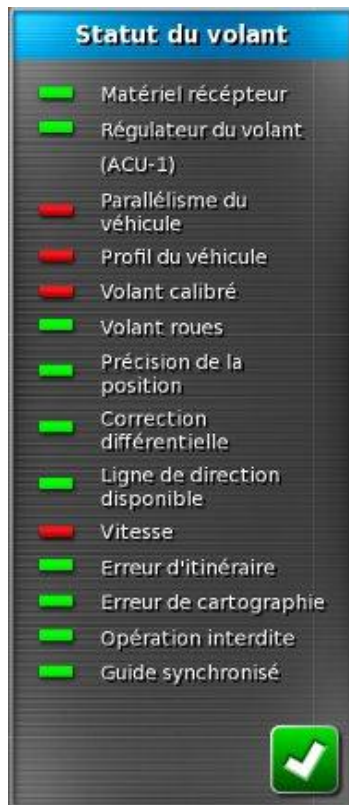 Statut du volant
Matériel récépteur
Régulateur du volant
(ACU-1)
Parallélisme du
véhicule
Profil du véhicule
Volant calibré
Volant roues
Précision de la
position
Correction
différentielle
Ligne de direction
disponible
Vitesse
Erreur d'itinéraire
Erreur de cartographie
Opération interdite
Guide synchronisé